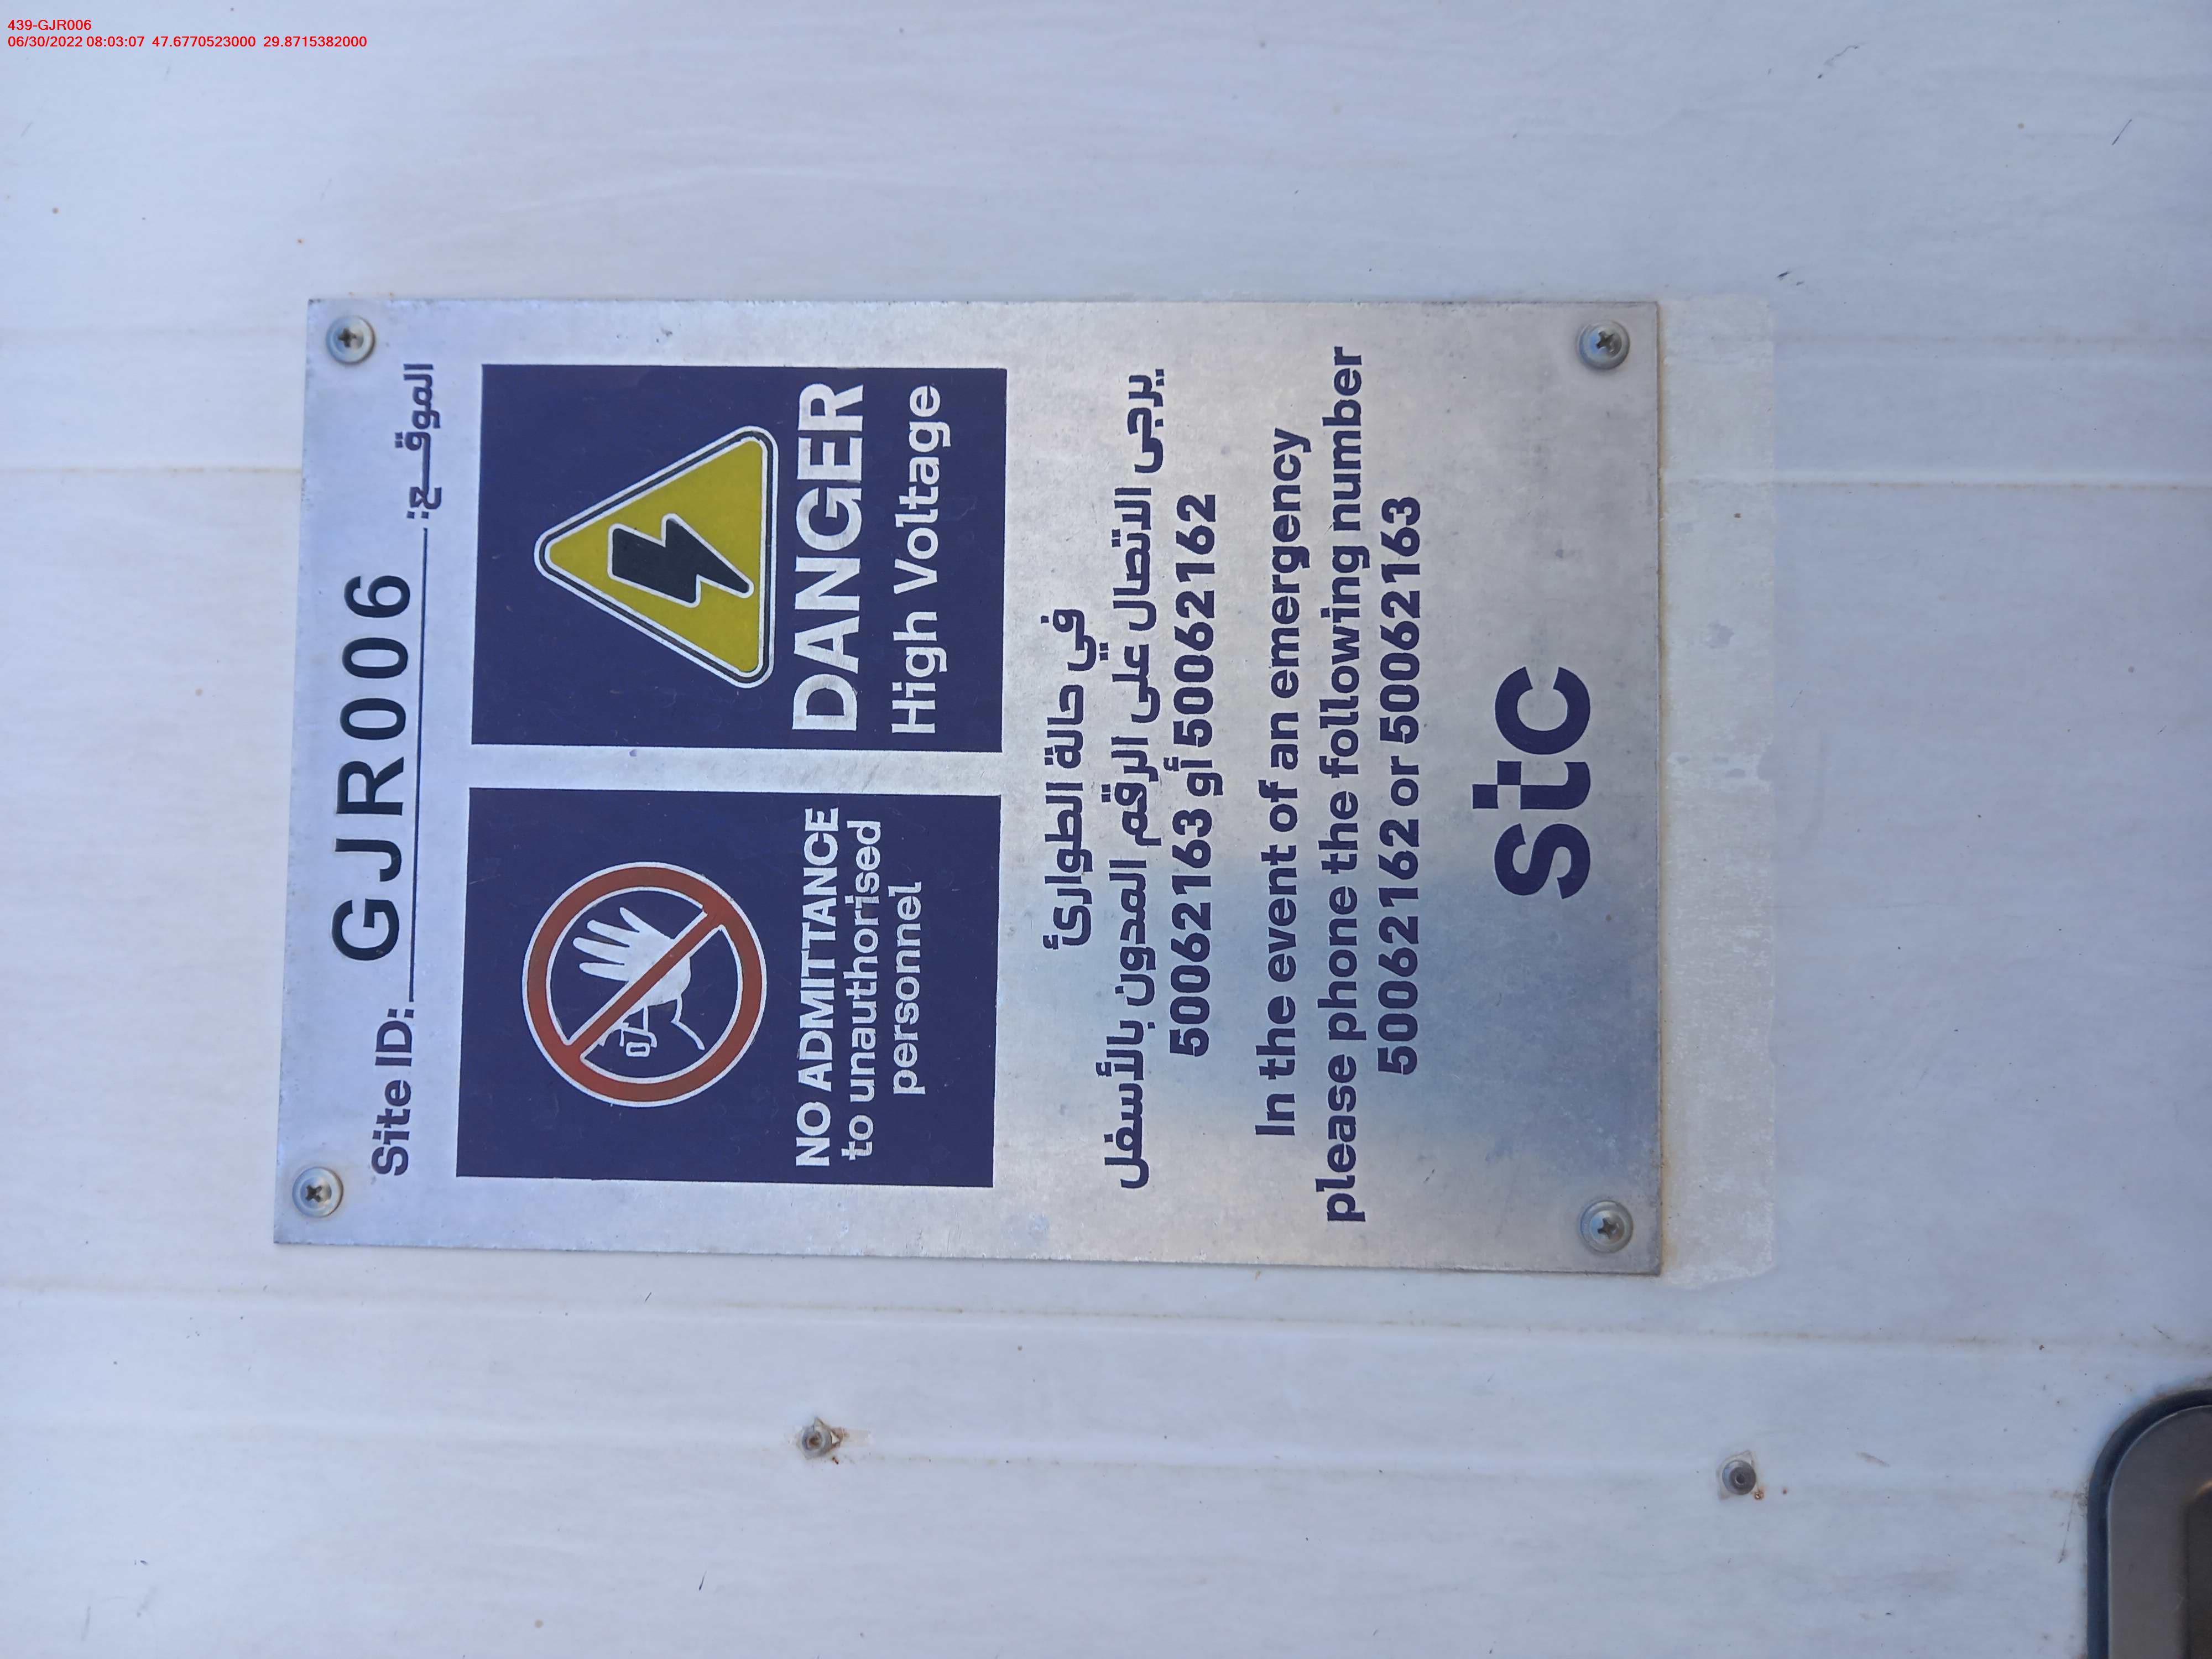 439-GJR006
06/30/2022 08:03:07 47.6770523000 29.8715382000
Site ID: GJR006 الموقـــع:
NO ADMITTANCE
to unauthorised
personnel
DANGER
High Voltage
في حالة الطوارئ
يرجى الاتصال على الرقم المدون بالأسفل
50062162 أو 50062163
In the event of an emergency
please phone the following number
50062162 or 50062163
stc